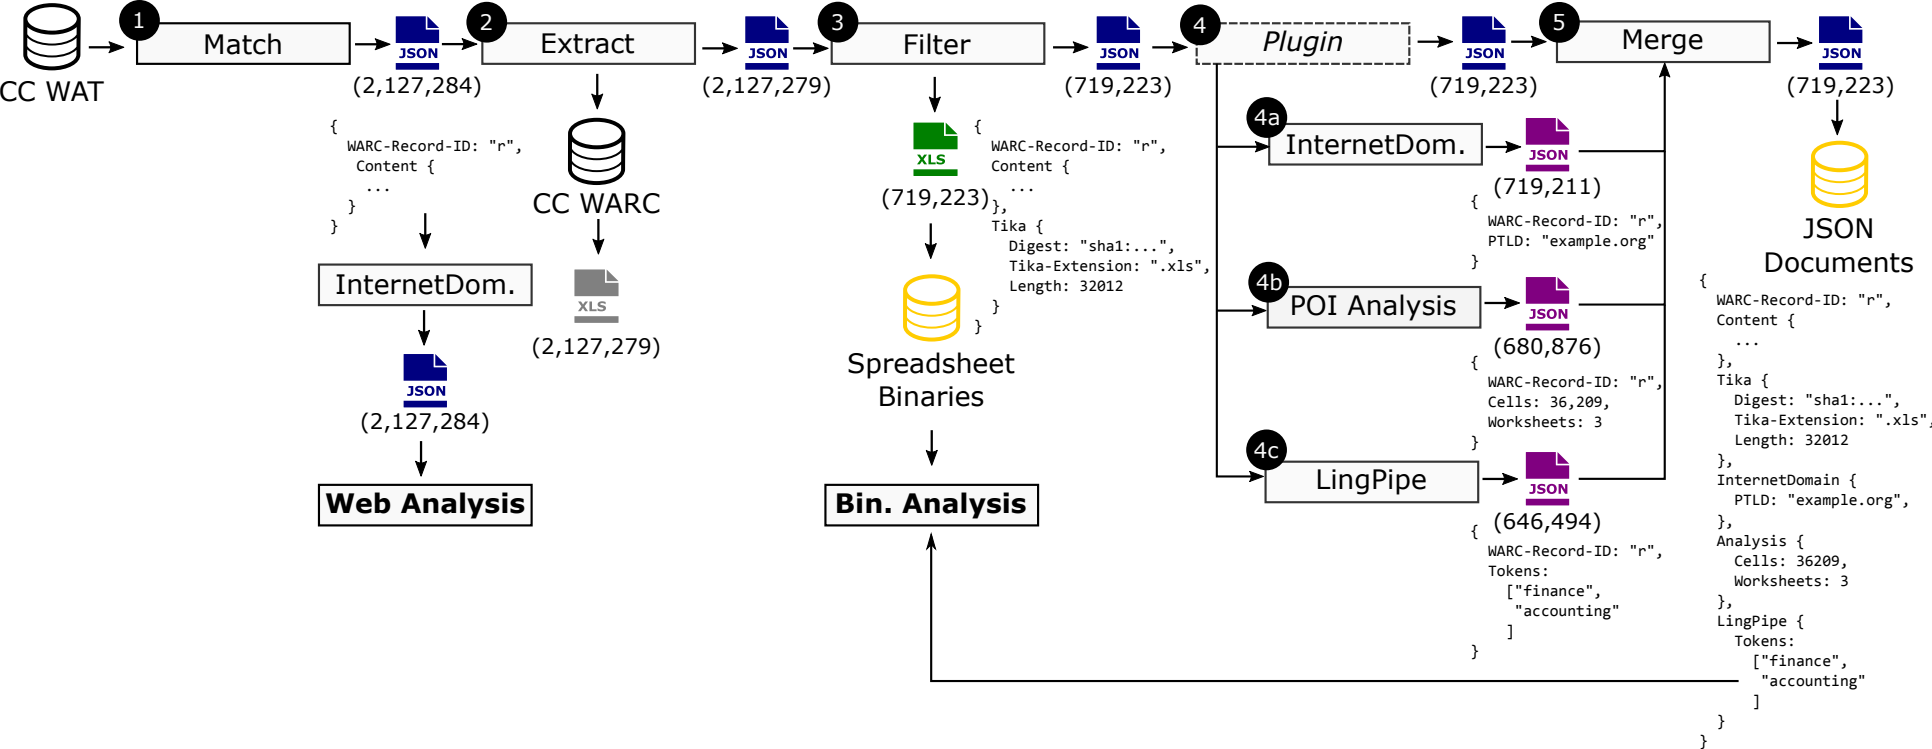 CC WAT
1
Match
JSON
(2,127,284)
{
WARC-Record-ID: "r",
Content {
...
}
}
InternetDom.
JSON
(2,127,284)
Web Analysis
2
Extract
CC WARC
XLS
(2,127,279)
JSON
(2,127,279)
3
Filter
XLS
(719,223)
Spreadsheet
Binaries
Bin. Analysis
{
WARC-Record-ID: "r",
Content {
...
},
Tika {
Digest: "sha1:...",
Tika-Extension: ".xls",
Length: 32012
}
}
JSON
(719,223)
4
Plugin
4a
InternetDom.
JSON
(719,211)
{
WARC-Record-ID: "r",
PTLD: "example.org"
}
4b
POI Analysis
JSON
(680,876)
{
WARC-Record-ID: "r",
Cells: 36,209,
Worksheets: 3
}
4c
LingPipe
JSON
(646,494)
{
WARC-Record-ID: "r",
Tokens:
["finance",
"accounting"
]
}
JSON
(719,223)
5
Merge
JSON
(719,223)
JSON
Documents
{
WARC-Record-ID: "r",
Content {
...
},
Tika {
Digest: "sha1:...",
Tika-Extension: ".xls",
Length: 32012
},
InternetDomain {
PTLD: "example.org",
},
Analysis {
Cells: 36209,
Worksheets: 3
},
LingPipe {
Tokens:
["finance",
"accounting"
]
}
}